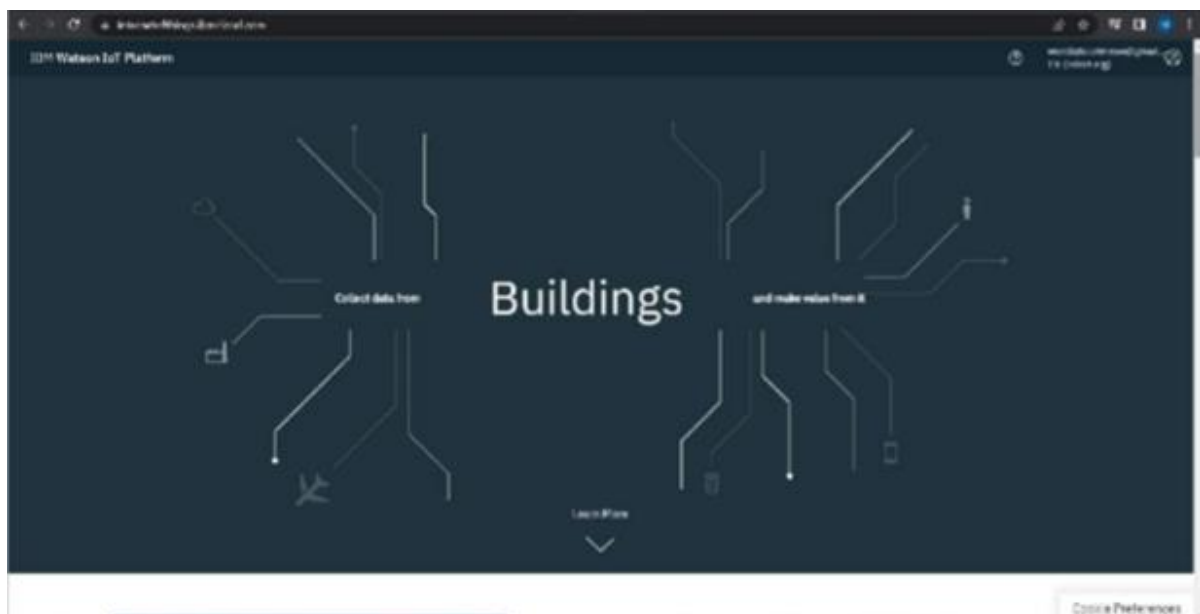 IBM Watson IoT Platform
Collect data from
Buildings
and make value from it
Learn More
Cookie Preferences